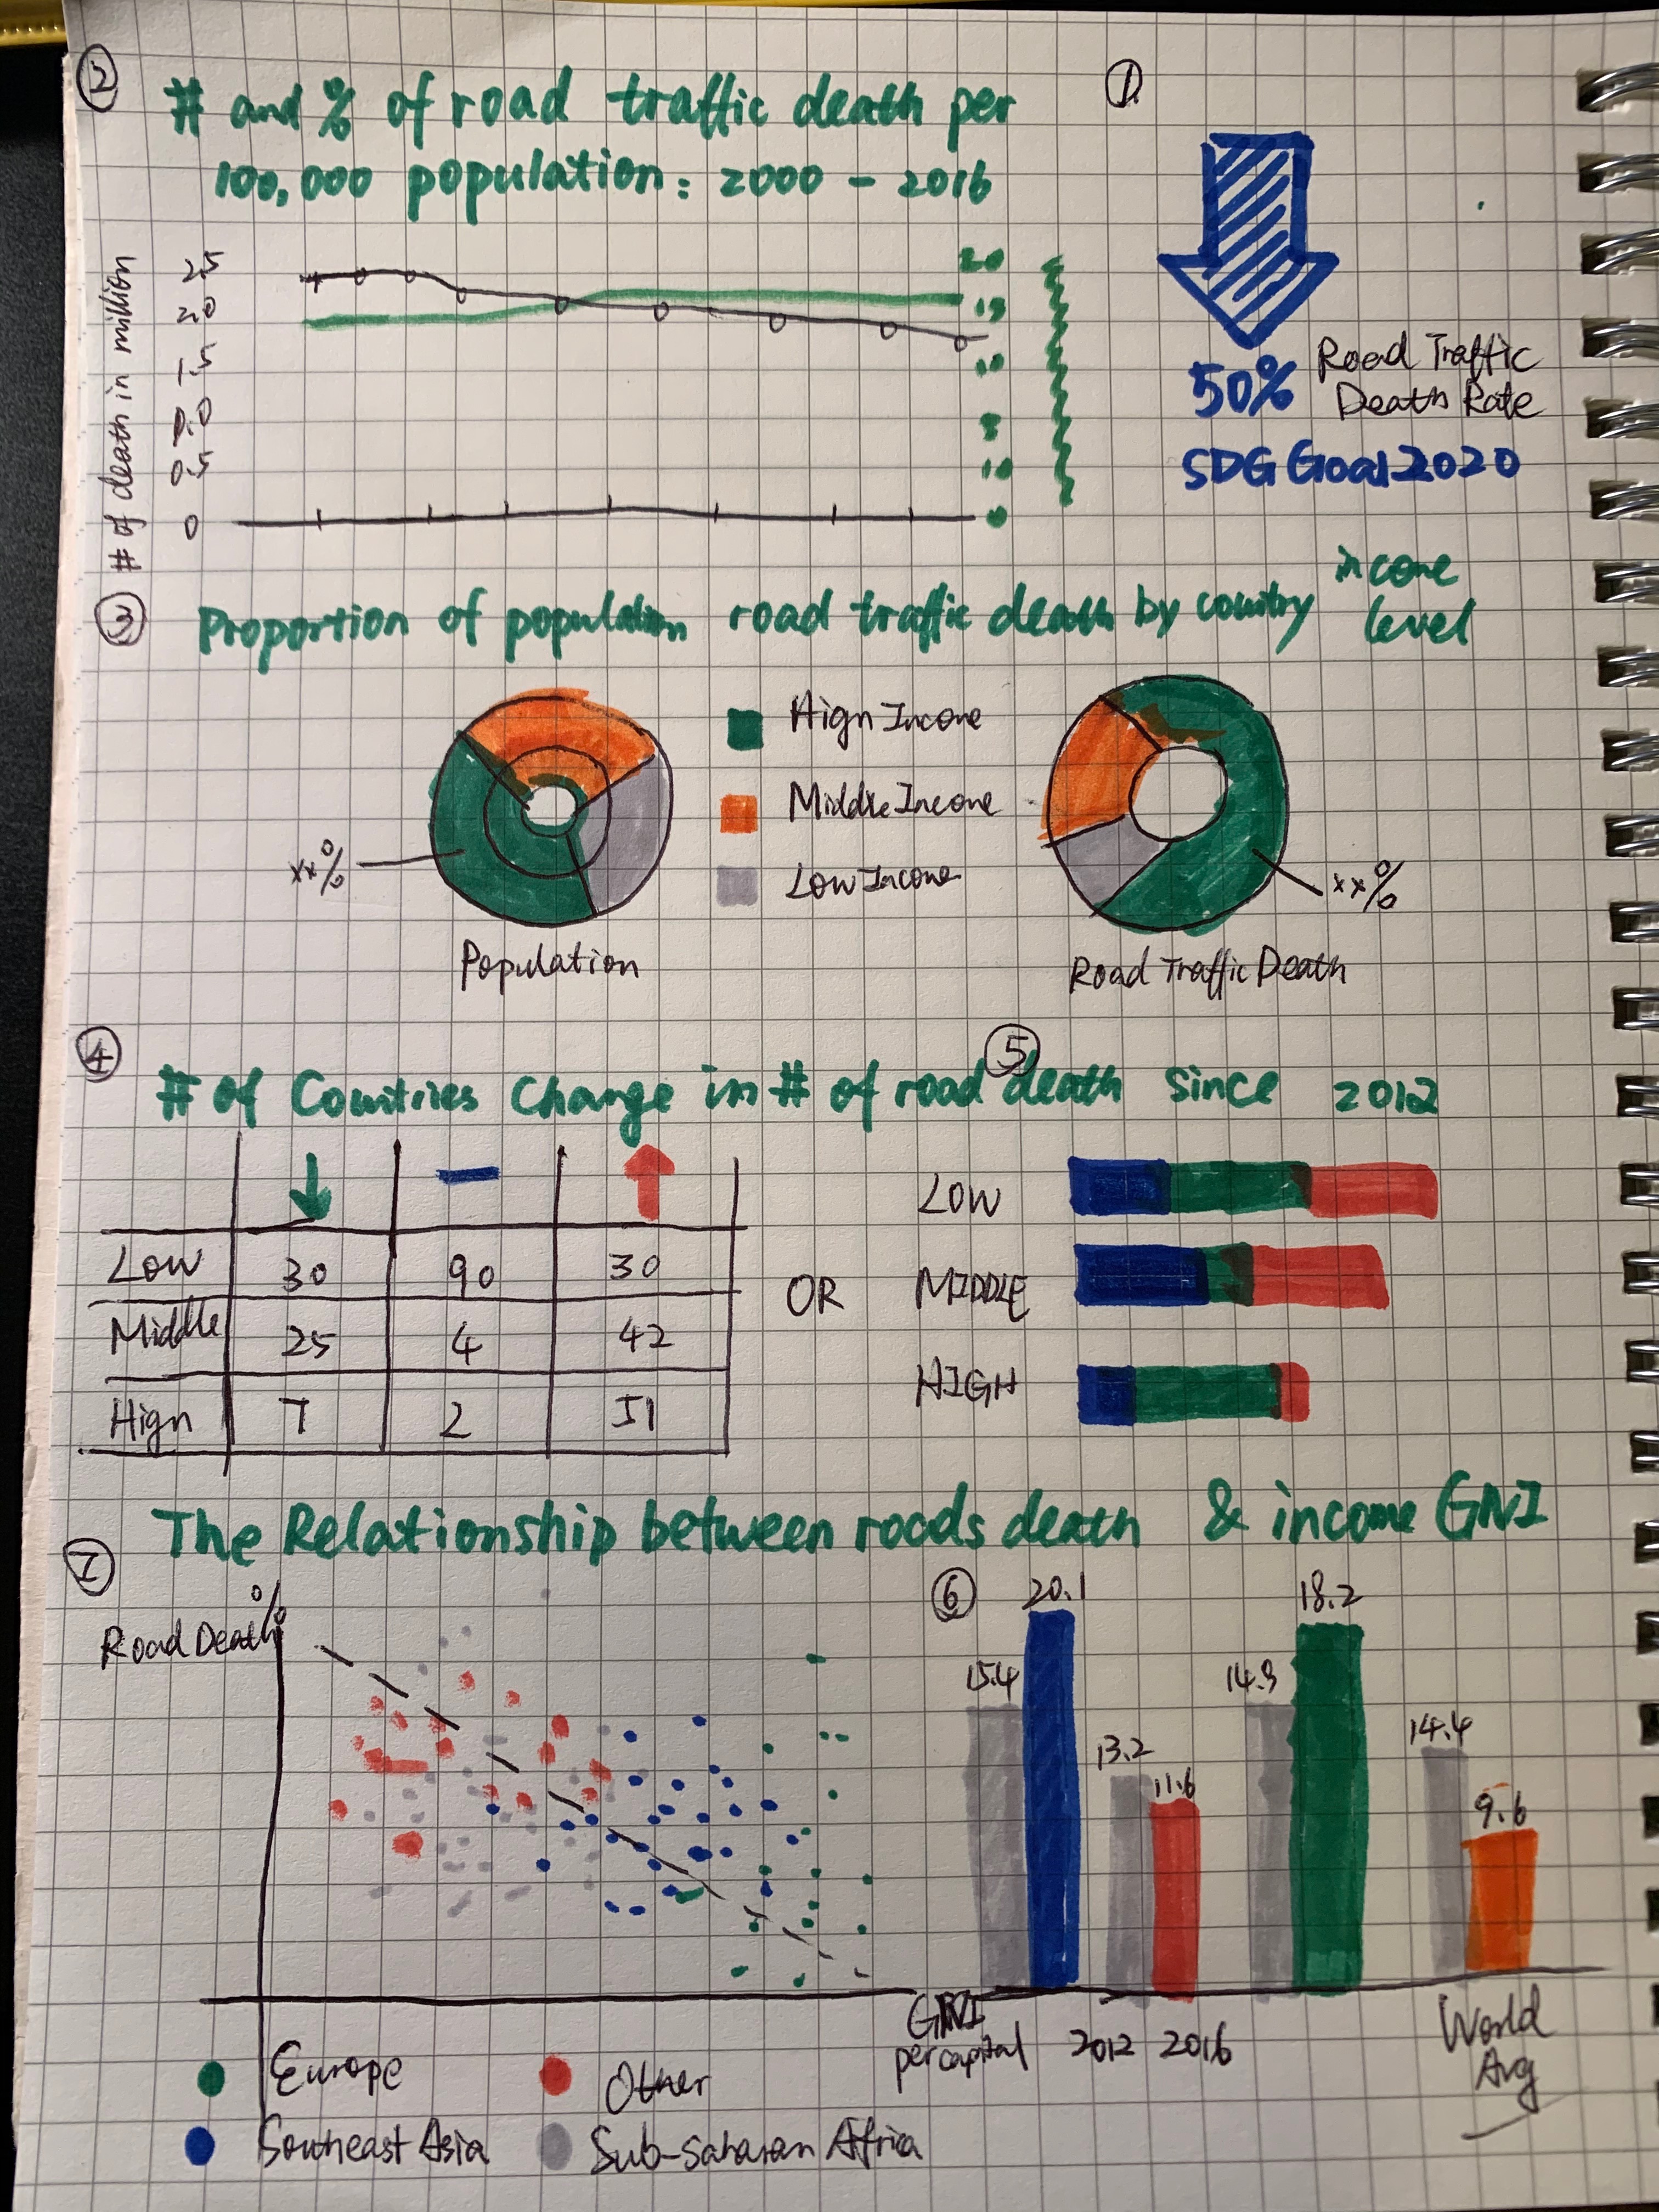 ②
# and % of road traffic death per
100,000 population: 2000 - 2016
①
50% Road Traffic
Death Rate
SDG Goal 2020
# of death in million
2.5
2.0
1.5
0.5
0
20
15
10
10
0
③ Proportion of population road traffic death by country income
level
High Income
Middle Income
Low Income
xx%
xx%
Population
Road Traffic Death
④
⑤
# of Countries Change in # of road death since 2012
↓ - ↑
Low 30 90 30
Middle 25 4 42
Hign 7 2 51
OR
LOW
MIDDLE
HIGH
The Relationship between roads death & income GNI
⑦
Road Death %
⑥
15.4 20.1
13.2 11.6
14.9 18.2
14.4 9.6
GNI
per capital
2012 2016
World
Avg
Europe
Other
Southeast Asia
Sub-saharan Africa